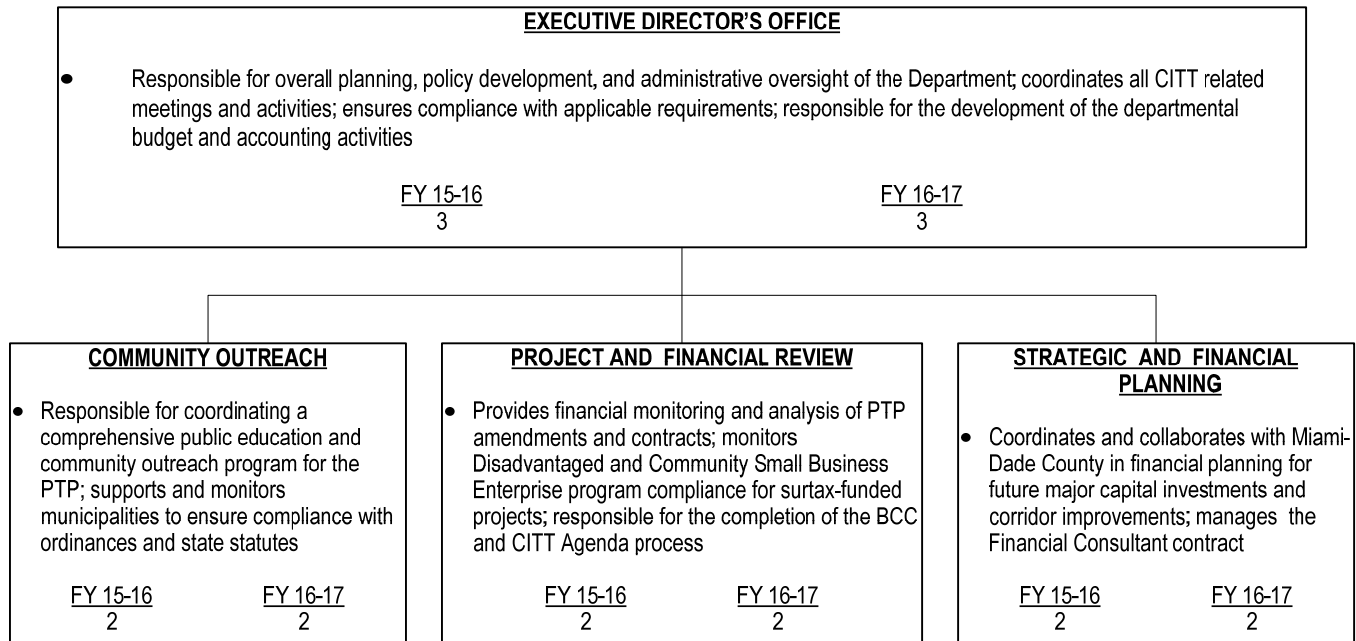 EXECUTIVE DIRECTOR'S OFFICE
• Responsible for overall planning, policy development, and administrative oversight of the Department; coordinates all CITT related
meetings and activities; ensures compliance with applicable requirements; responsible for the development of the departmental
budget and accounting activities
FY 15-16 FY 16-17
3 3
COMMUNITY OUTREACH
• Responsible for coordinating a
comprehensive public education and
community outreach program for the
PTP; supports and monitors
municipalities to ensure compliance with
ordinances and state statutes
FY 15-16 FY 16-17
2 2
PROJECT AND FINANCIAL REVIEW
• Provides financial monitoring and analysis of PTP
amendments and contracts; monitors
Disadvantaged and Community Small Business
Enterprise program compliance for surtax-funded
projects; responsible for the completion of the BCC
and CITT Agenda process
FY 15-16 FY 16-17
2 2
STRATEGIC AND FINANCIAL
PLANNING
• Coordinates and collaborates with Miami-
Dade County in financial planning for
future major capital investments and
corridor improvements; manages the
Financial Consultant contract
FY 15-16 FY 16-17
2 2